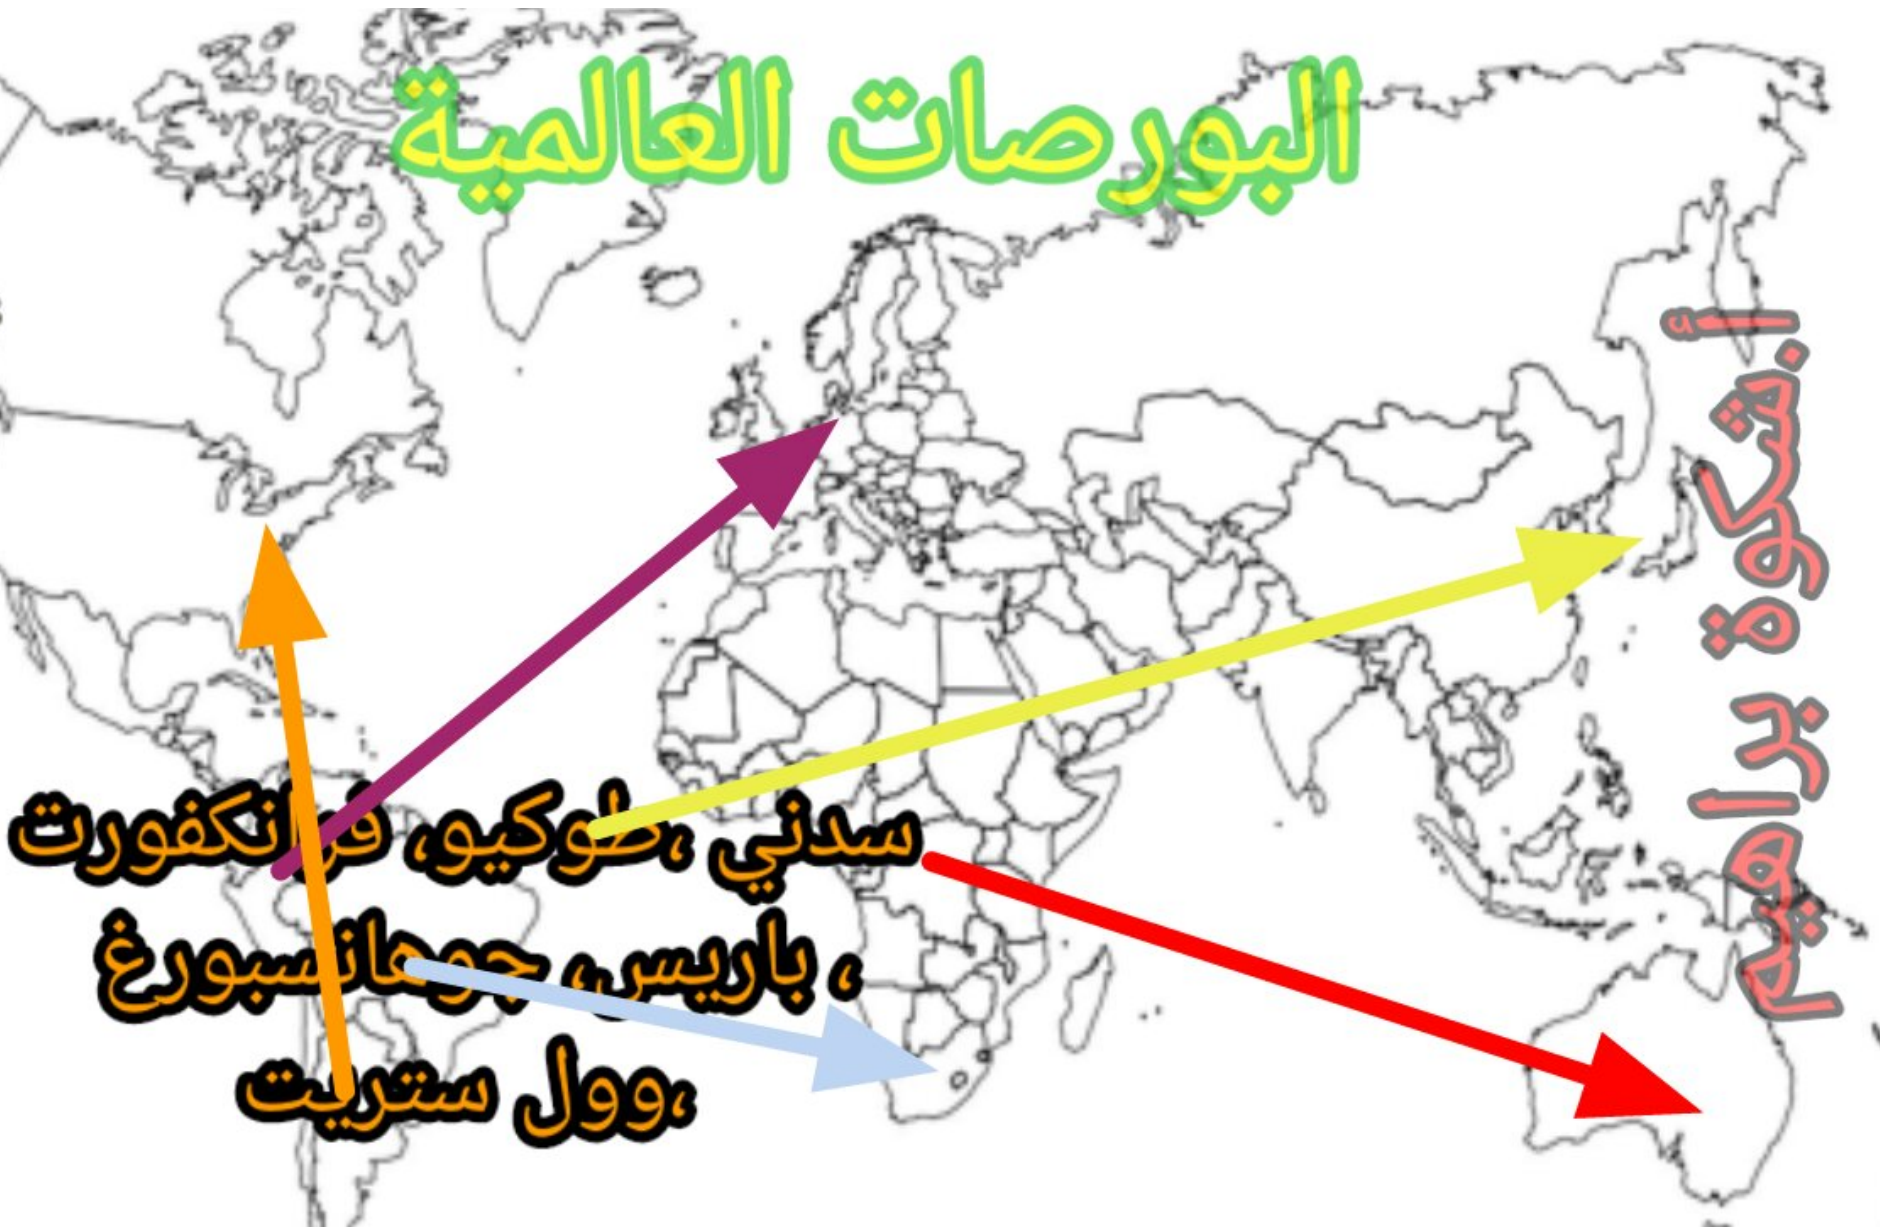 البورصات العالمية
أ.شكوة براهيم
سدني ،طوكيو، فرانكفورت
، باريس، جوهانسبورغ
،وول ستريت